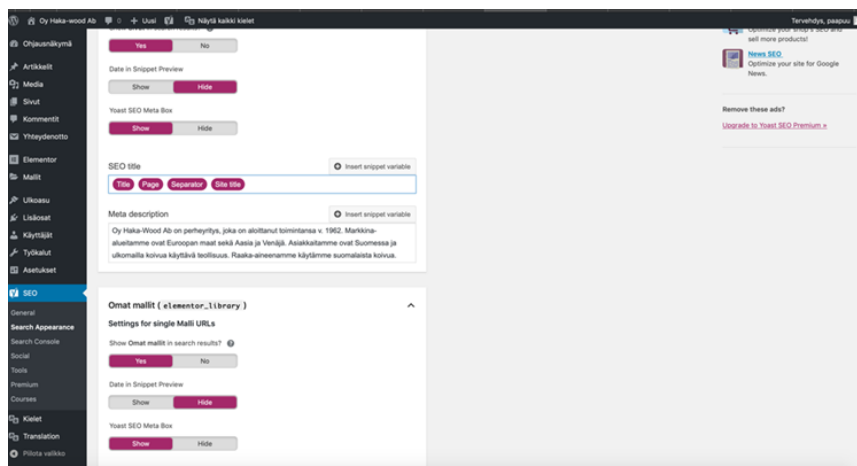 Oy Haka-wood Ab
0
+ Uusi
Näytä kaikki kielet
Tervehdys, paapuu
Ohjausnäkymä
Artikkelit
Media
Sivut
Kommentit
Yhteydenotto
Elementor
Mallit
Ulkoasu
Lisäosat
Käyttäjät
Työkalut
Asetukset
SEO
General
Search Appearance
Search Console
Social
Tools
Premium
Courses
Kielet
Translation
Piilota valikko
Yes No
Date in Snippet Preview
Show Hide
Yoast SEO Meta Box
Show Hide
SEO title
Insert snippet variable
Title Page Separator Site title
Meta description
Insert snippet variable
Oy Haka-Wood Ab on perheyritys, joka on aloittanut toimintansa v. 1962. Markkina-
alueitamme ovat Euroopan maat sekä Aasia ja Venäjä. Asiakkaitamme ovat Suomessa ja
ulkomailla koivua käyttävä teollisuus. Raaka-aineenamme käytämme suomalaista koivua.
Omat mallit ( elementor_library )
Settings for single Malli URLs
Show Omat mallit in search results?
Yes No
Date in Snippet Preview
Show Hide
Yoast SEO Meta Box
Show Hide
Optimize your shop's SEO and
sell more products!
News SEO
Optimize your site for Google
News.
Remove these ads?
Upgrade to Yoast SEO Premium »